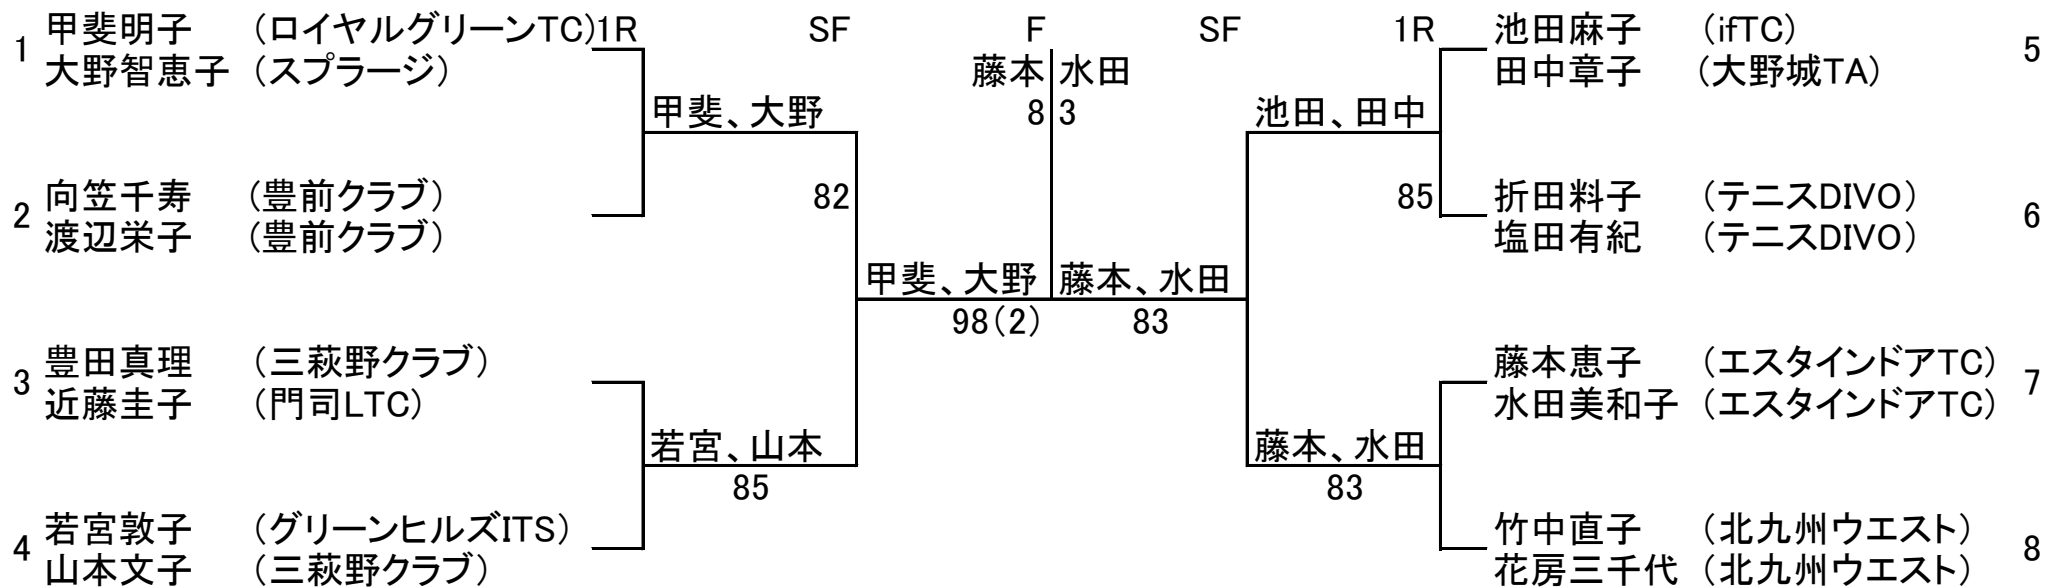 1R SF F SF 1R
1 甲斐明子 (ロイヤルグリーンTC)
大野智恵子 (スプラージ)
甲斐、大野
2 向笠千寿 (豊前クラブ)
渡辺栄子 (豊前クラブ)
82
甲斐、大野
98(2)
3 豊田真理 (三萩野クラブ)
近藤圭子 (門司LTC)
若宮、山本
85
4 若宮敦子 (グリーンヒルズITS)
山本文子 (三萩野クラブ)
藤本 水田
8 3
池田麻子 (ifTC) 5
田中章子 (大野城TA)
池田、田中
85
折田料子 (テニスDIVO) 6
塩田有紀 (テニスDIVO)
藤本、水田
83
藤本恵子 (エスタインドアTC) 7
水田美和子 (エスタインドアTC)
藤本、水田
83
竹中直子 (北九州ウエスト) 8
花房三千代 (北九州ウエスト)